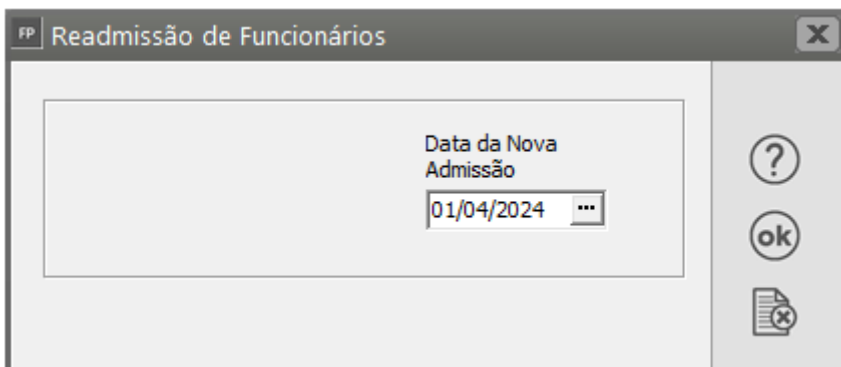 FP Readmissão de Funcionários
Data da Nova
Admissão
01/04/2024 ...
?
ok